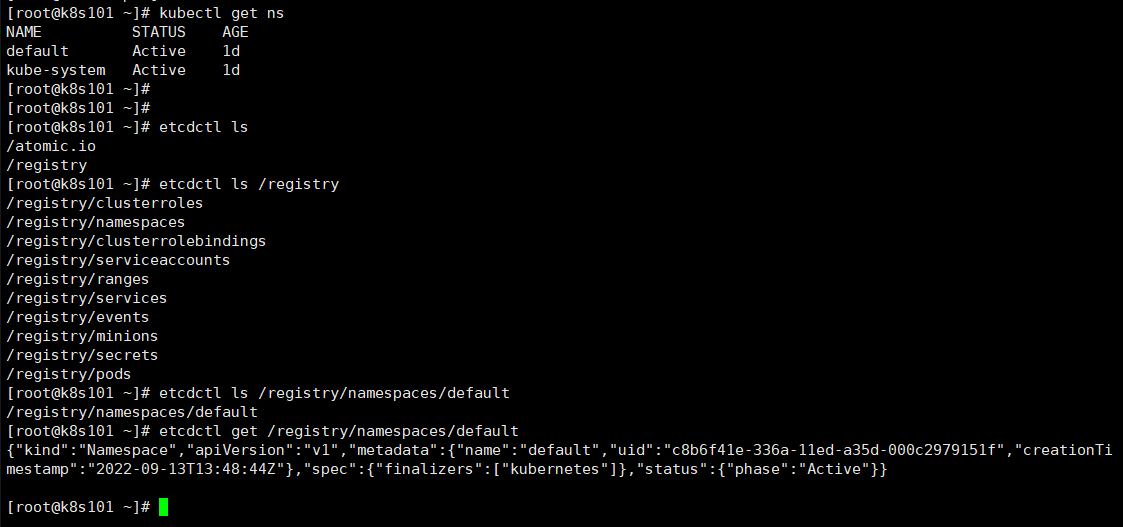 [root@k8s101 ~]# kubectl get ns
NAME          STATUS    AGE
default       Active    1d
kube-system   Active    1d
[root@k8s101 ~]#
[root@k8s101 ~]#
[root@k8s101 ~]# etcdctl ls
/atomic.io
/registry
[root@k8s101 ~]# etcdctl ls /registry
/registry/clusterroles
/registry/namespaces
/registry/clusterrolebindings
/registry/serviceaccounts
/registry/ranges
/registry/services
/registry/events
/registry/minions
/registry/secrets
/registry/pods
[root@k8s101 ~]# etcdctl ls /registry/namespaces/default
/registry/namespaces/default
[root@k8s101 ~]# etcdctl get /registry/namespaces/default
{"kind":"Namespace","apiVersion":"v1","metadata":{"name":"default","uid":"c8b6f41e-336a-11ed-a35d-000c2979151f","creationTi
mestamp":"2022-09-13T13:48:44Z"},"spec":{"finalizers":["kubernetes"]},"status":{"phase":"Active"}}
[root@k8s101 ~]#